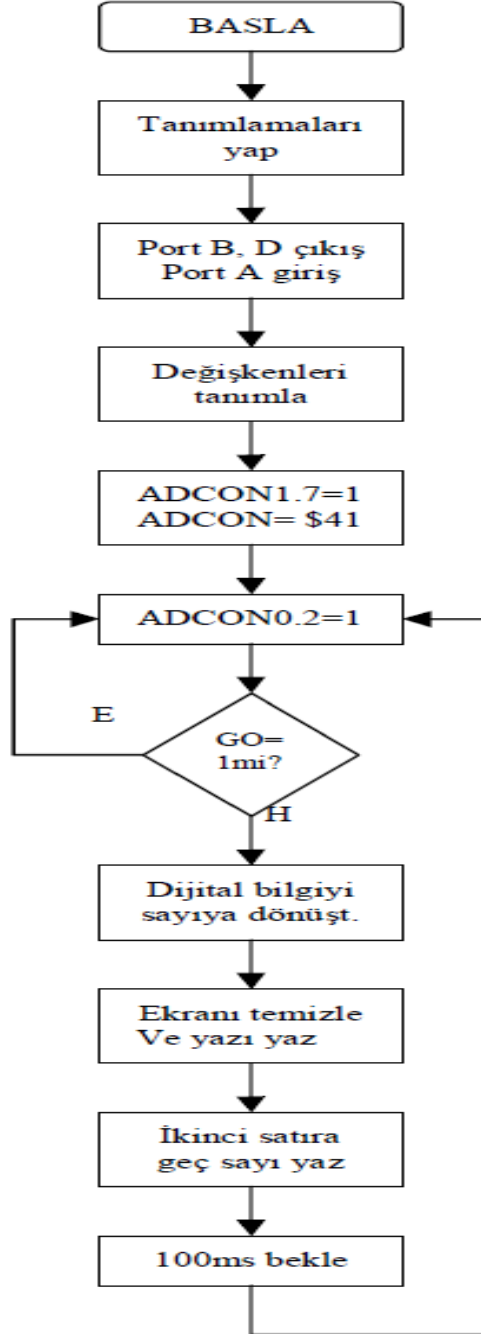 BASLA
Tanımlamaları
yap
Port B, D çıkış
Port A giriş
Değişkenleri
tanımla
ADCON1.7=1
ADCON= $41
ADCON0.2=1
E
GO=
1mi?
H
Dijital bilgiyi
sayıya dönüşt.
Ekranı temizle
Ve yazı yaz
İkinci satıra
geç sayı yaz
100ms bekle